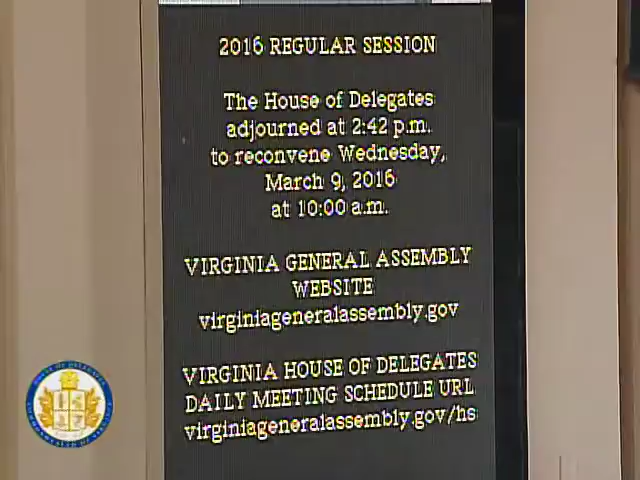 2016 REGULAR SESSION
The House of Delegates
adjourned at 2:42 p.m.
to reconvene Wednesday,
March 9, 2016
at 10:00 a.m.
VIRGINIA GENERAL ASSEMBLY
WEBSITE
virginiageneralassembly.gov
VIRGINIA HOUSE OF DELEGATES
DAILY MEETING SCHEDULE URL
virginiageneralassembly.gov/hs